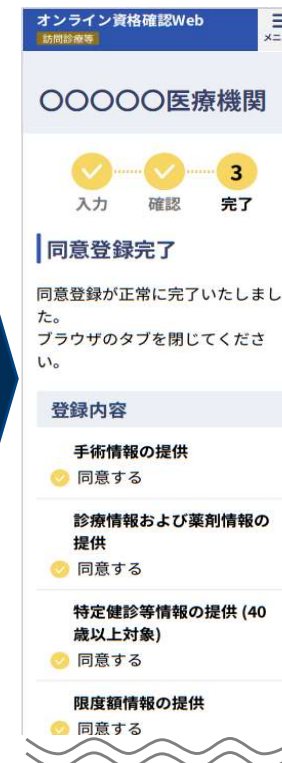 オンライン資格確認Web
訪問診療等
メニ
〇〇〇〇〇医療機関
3
入力 確認 完了
同意登録完了
同意登録が正常に完了いたしまし
た。
ブラウザのタブを閉じてくださ
い。
登録内容
手術情報の提供
同意する
診療情報および薬剤情報の
提供
同意する
特定健診等情報の提供 (40
歳以上対象)
同意する
限度額情報の提供
同意する